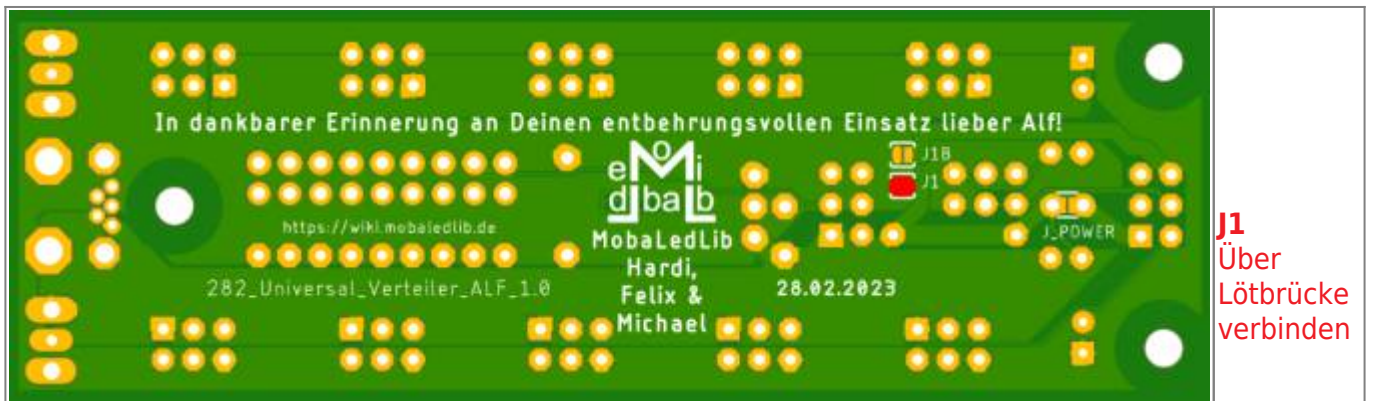 In dankbarer Erinnerung an Deinen entbehrungsvollen Einsatz lieber Alf!
J1B
J1
J_POWER
https://wiki.mobaledlib.de
282_Universal_Verteiler_ALF_1.0
MobaLedLib
Hardi,
Felix &
Michael
28.02.2023
J1
Über
Lötbrücke
verbinden